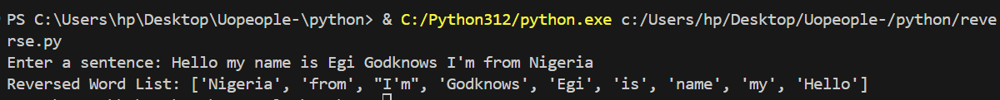 PS C:\Users\hp\Desktop\Uopeople-\python> & C:/Python312/python.exe c:/Users/hp/Desktop/Uopeople-/python/reve
rse.py
Enter a sentence: Hello my name is Egi Godknows I'm from Nigeria
Reversed Word List: ['Nigeria', 'from', "I'm", 'Godknows', 'Egi', 'is', 'name', 'my', 'Hello']